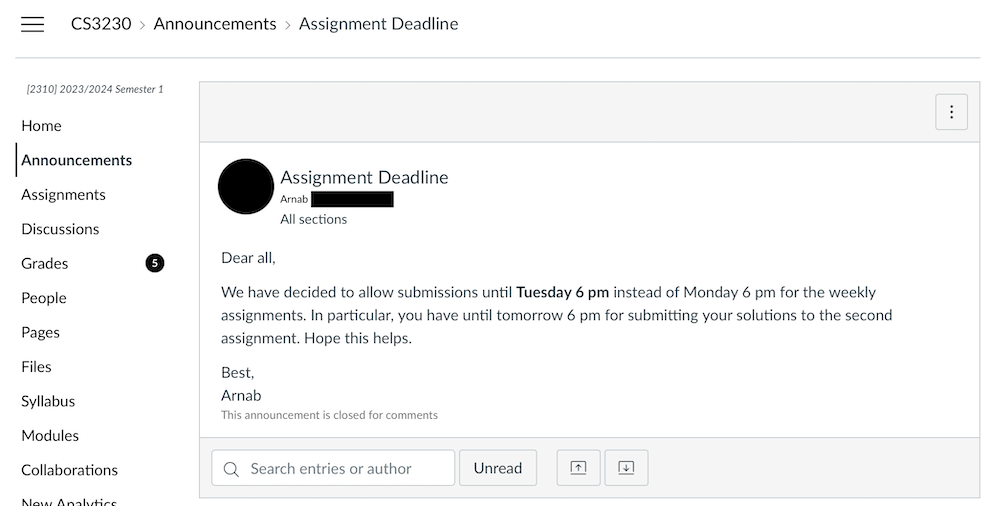 CS3230 > Announcements > Assignment Deadline
[2310] 2023/2024 Semester 1
Home
Announcements
Assignments
Discussions
Grades 5
People
Pages
Files
Syllabus
Modules
Collaborations
New Analytics
Assignment Deadline
Arnab
All sections
Dear all,
We have decided to allow submissions until Tuesday 6 pm instead of Monday 6 pm for the weekly
assignments. In particular, you have until tomorrow 6 pm for submitting your solutions to the second
assignment. Hope this helps.
Best,
Arnab
This announcement is closed for comments
Search entries or author
Unread